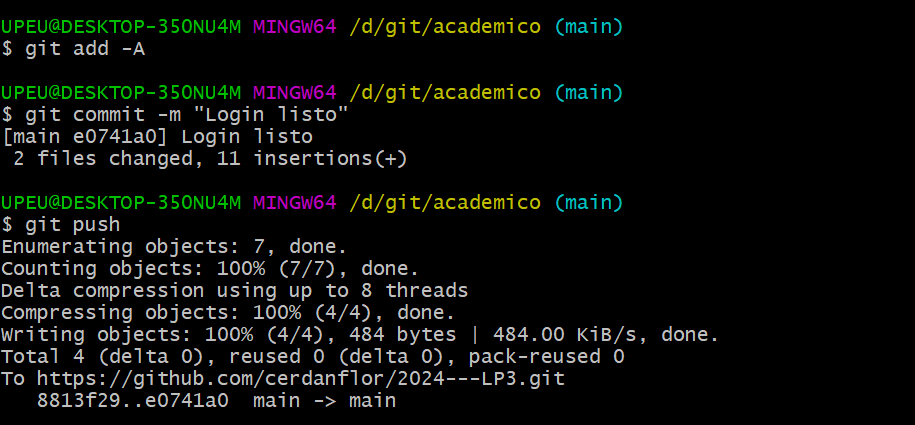 UPEU@DESKTOP-350NU4M MINGW64 /d/git/academico (main)
$ git add -A
UPEU@DESKTOP-350NU4M MINGW64 /d/git/academico (main)
$ git commit -m "Login listo"
[main e0741a0] Login listo
 2 files changed, 11 insertions(+)
UPEU@DESKTOP-350NU4M MINGW64 /d/git/academico (main)
$ git push
Enumerating objects: 7, done.
Counting objects: 100% (7/7), done.
Delta compression using up to 8 threads
Compressing objects: 100% (4/4), done.
Writing objects: 100% (4/4), 484 bytes | 484.00 KiB/s, done.
Total 4 (delta 0), reused 0 (delta 0), pack-reused 0
To https://github.com/cerdanflor/2024---LP3.git
   8813f29..e0741a0  main -> main